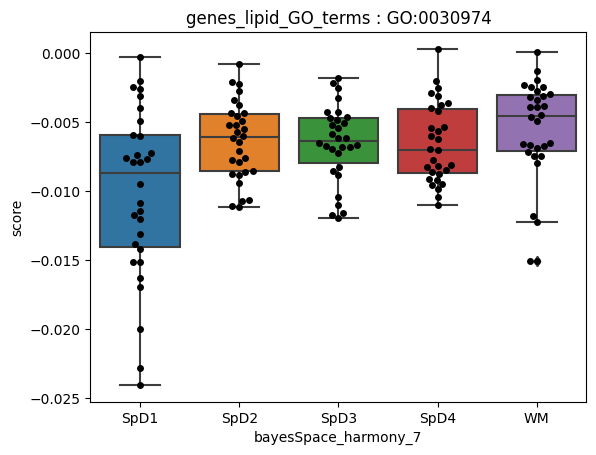 genes_lipid_GO_terms : GO:0030974
0.000
−0.005
−0.010
−0.015
−0.020
−0.025
score
SpD1 SpD2 SpD3 SpD4 WM
bayesSpace_harmony_7